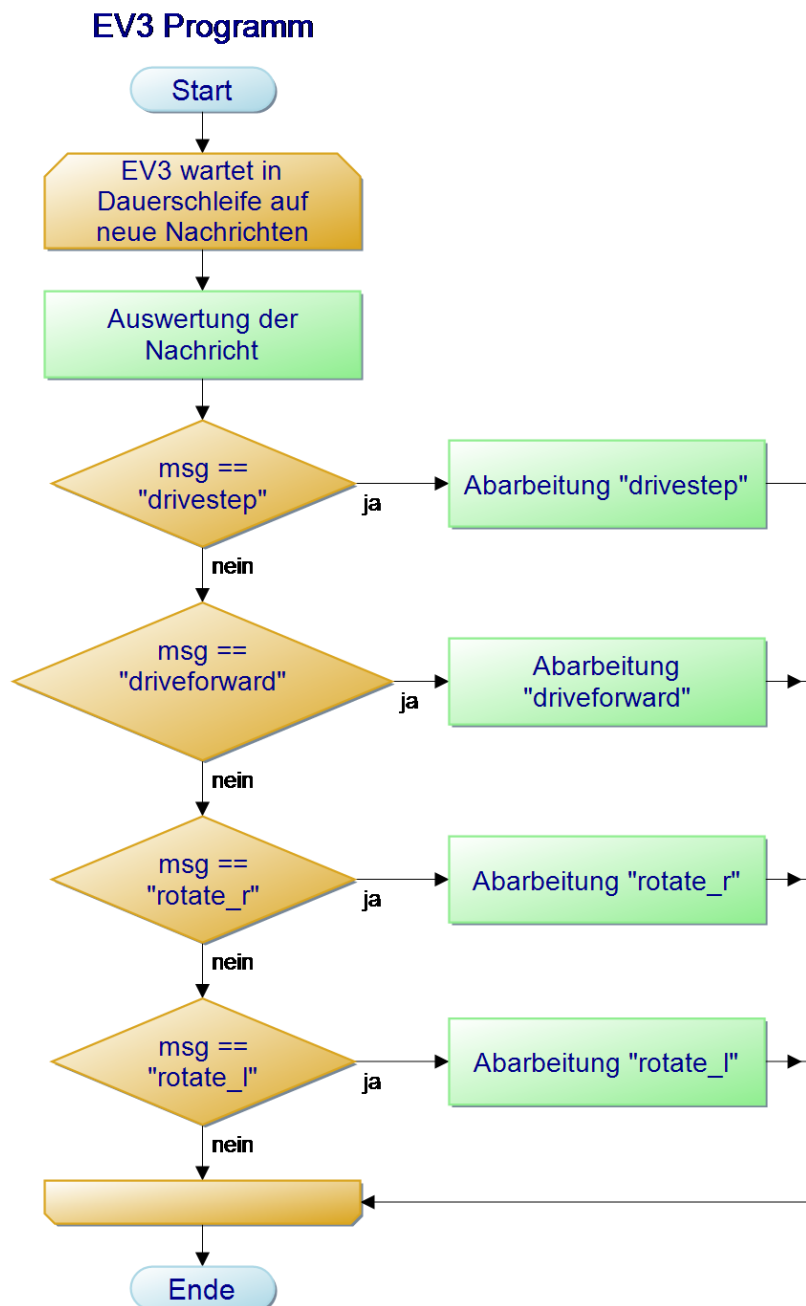 EV3 Programm
Start
EV3 wartet in
Dauerschleife auf
neue Nachrichten
Auswertung der
Nachricht
msg ==
"drivestep"
ja
Abarbeitung "drivestep"
nein
msg ==
"driveforward"
ja
Abarbeitung
"driveforward"
nein
msg ==
"rotate_r"
ja
Abarbeitung "rotate_r"
nein
msg ==
"rotate_l"
ja
Abarbeitung "rotate_l"
nein
Ende